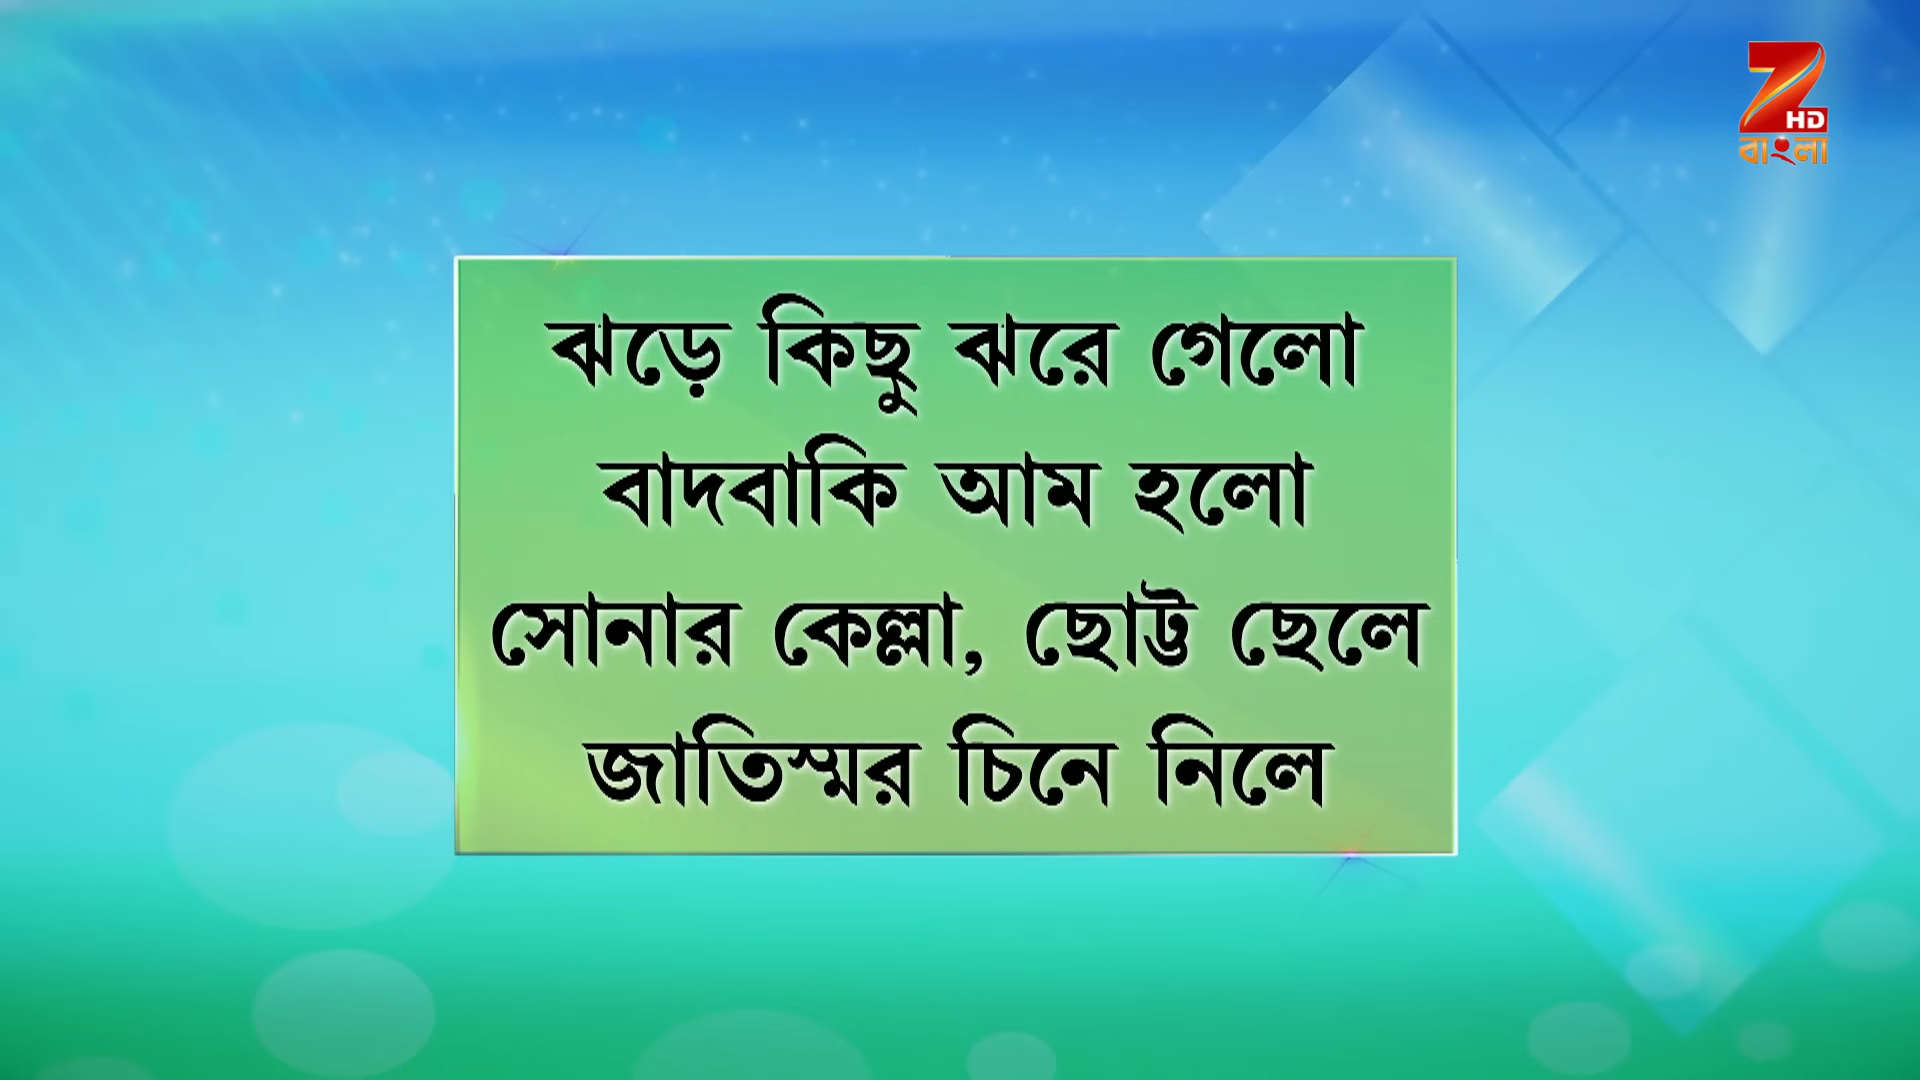 HD
বাংলা
ঝড়ে কিছু ঝরে গেলো
বাদবাকি আম হলো
সোনার কেল্লা, ছোট্ট ছেলে
জাতিস্মর চিনে নিলে